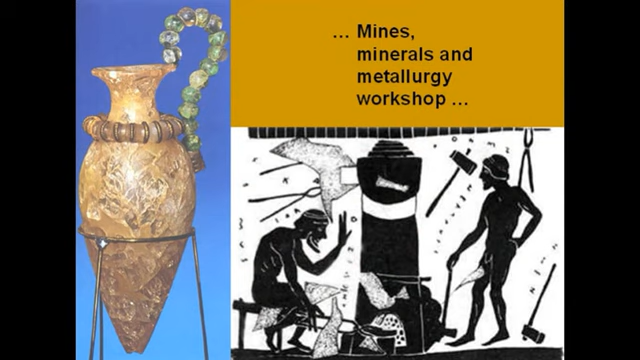 ... Mines,
minerals and
metallurgy
workshop ...